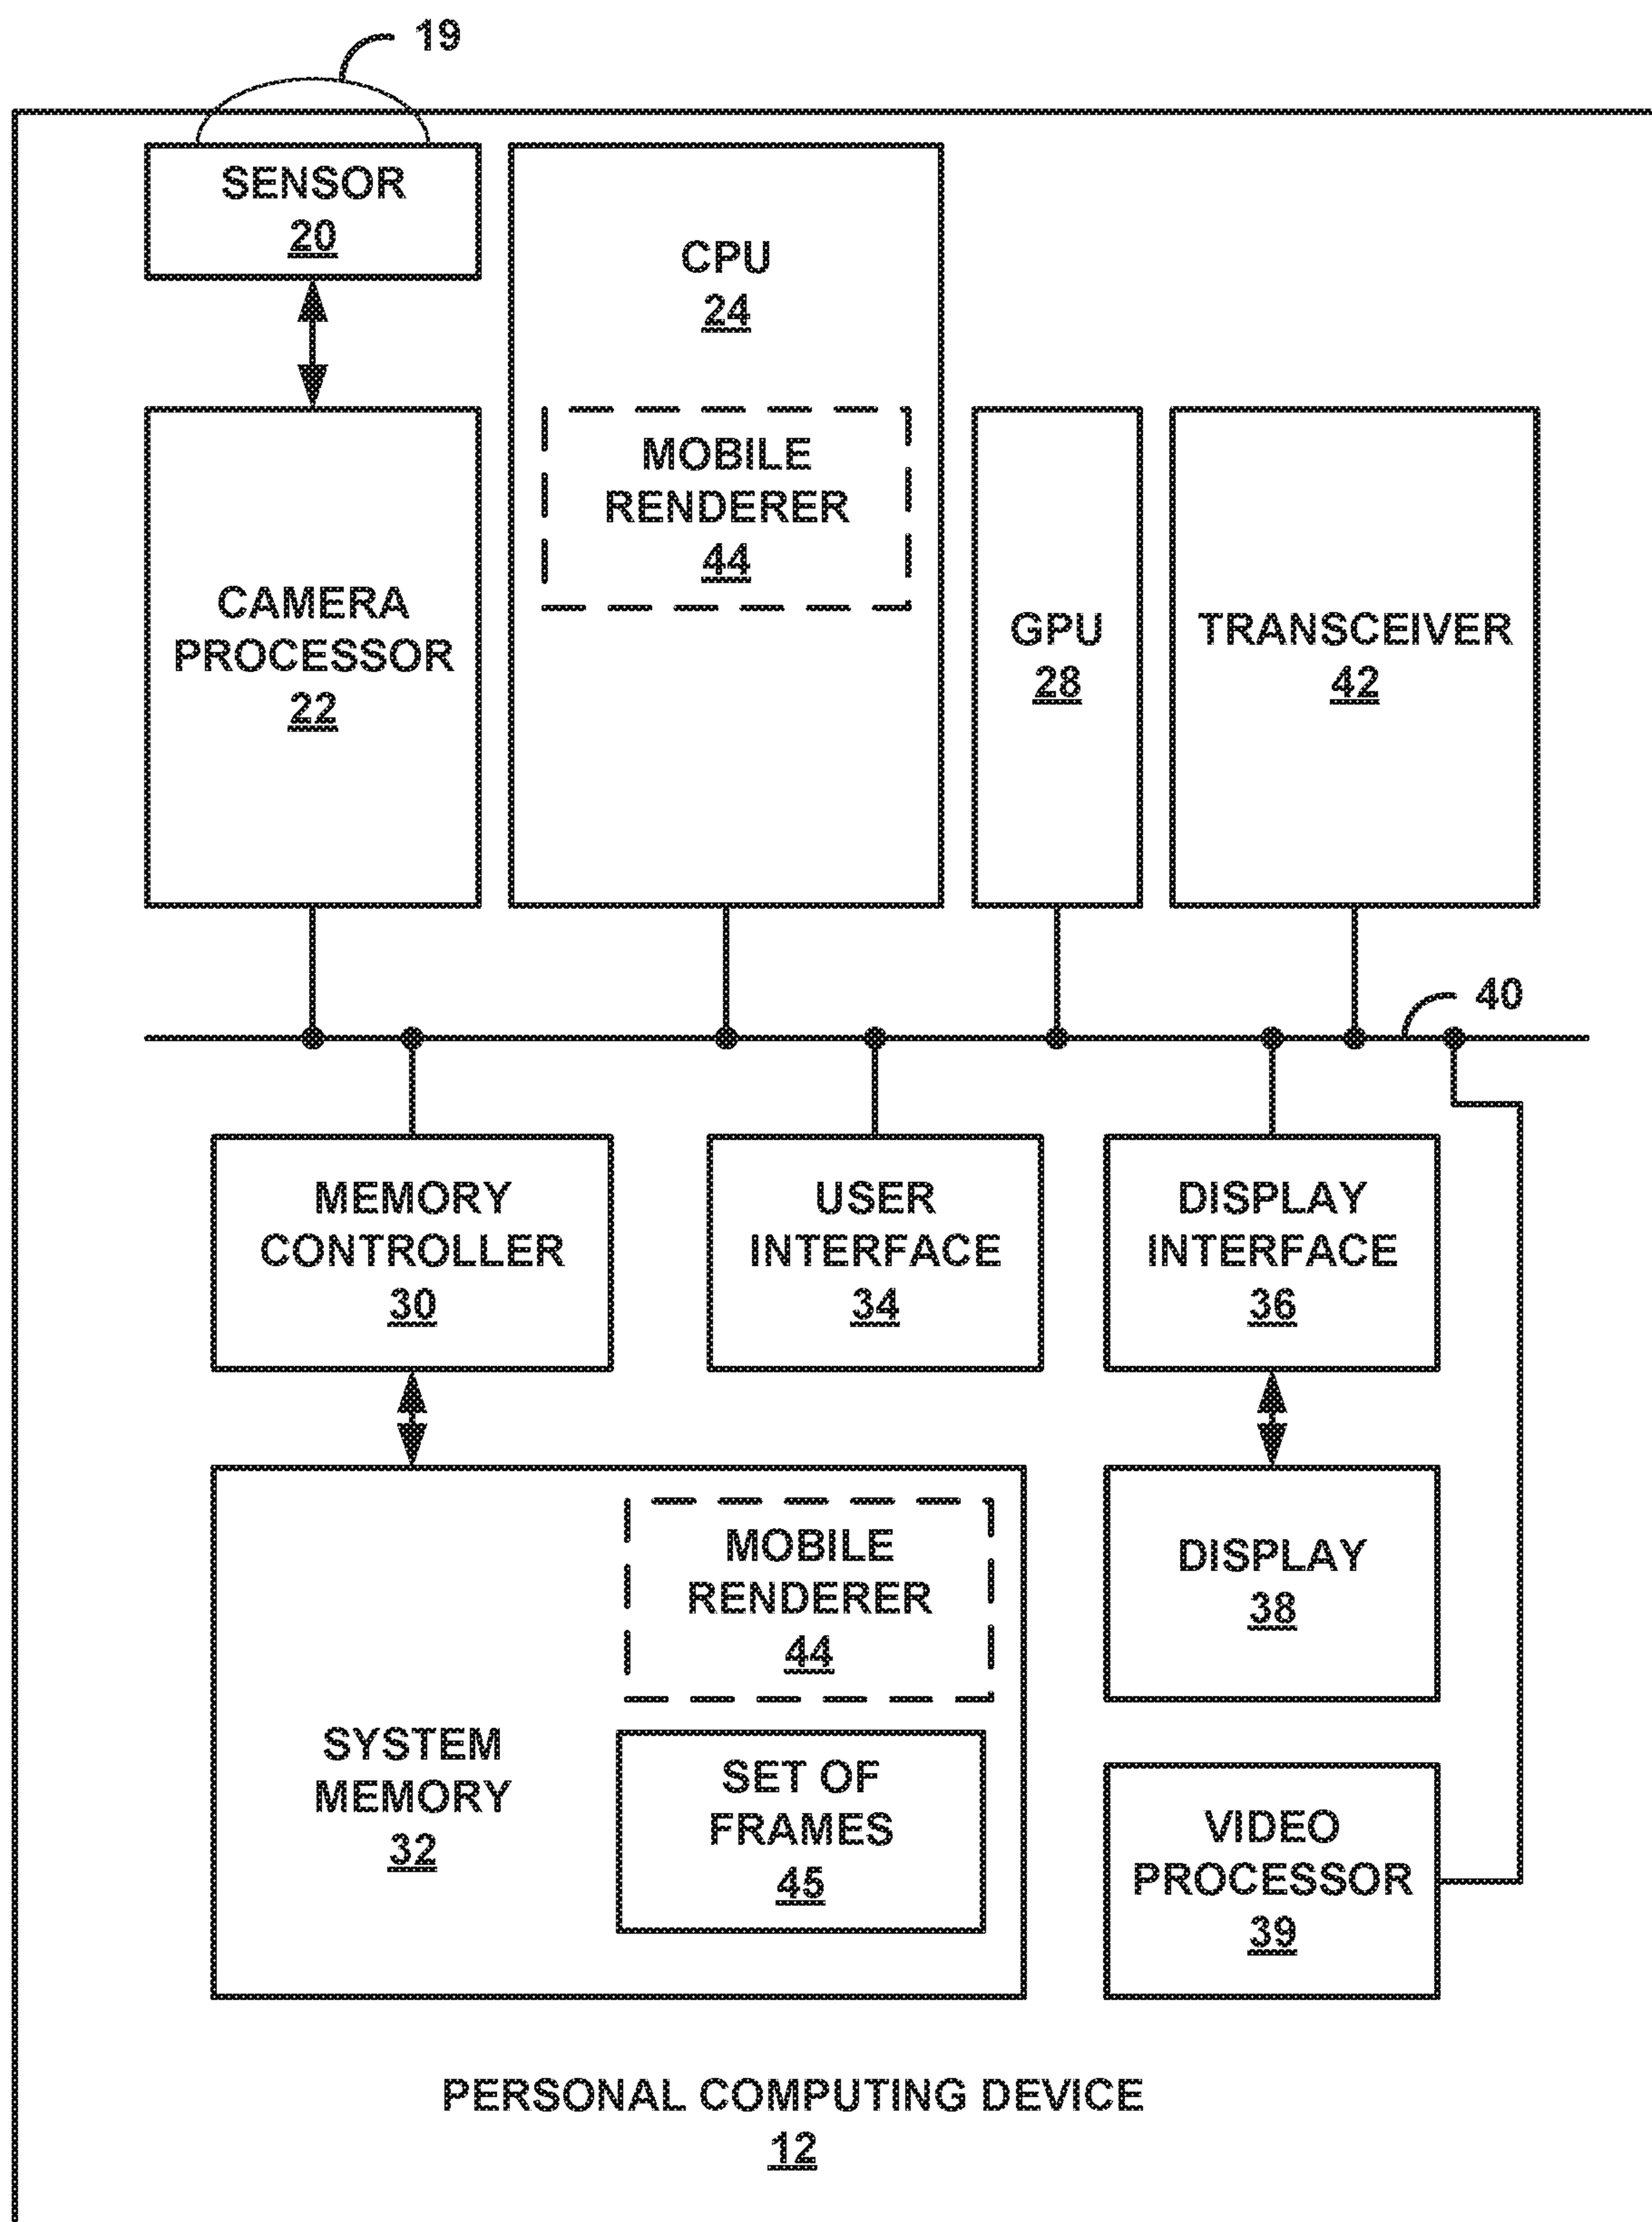 19
SENSOR
20
CPU
24
MOBILE
RENDERER
44
CAMERA
PROCESSOR
22
GPU
28
TRANSCEIVER
42
40
MEMORY
CONTROLLER
30
USER
INTERFACE
34
DISPLAY
INTERFACE
36
MOBILE
RENDERER
44
SYSTEM
MEMORY
32
SET OF
FRAMES
45
DISPLAY
38
VIDEO
PROCESSOR
39
PERSONAL COMPUTING DEVICE
12